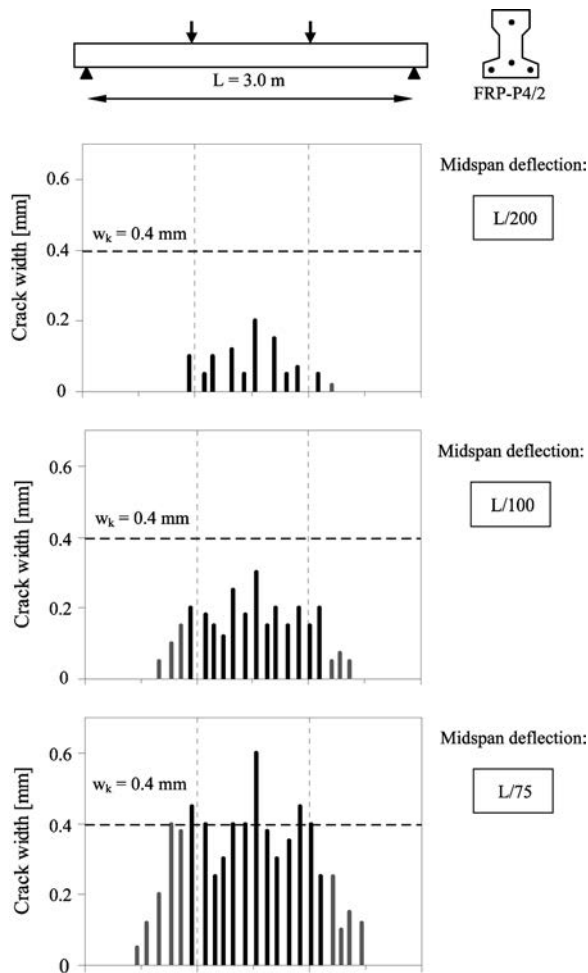 L = 3.0 m
FRP-P4/2
Midspan deflection:
L/200
Crack width [mm]
0.6
0.4
0.2
0
w_k = 0.4 mm
Midspan deflection:
L/100
Crack width [mm]
0.6
0.4
0.2
0
w_k = 0.4 mm
Midspan deflection:
L/75
Crack width [mm]
0.6
0.4
0.2
0
w_k = 0.4 mm